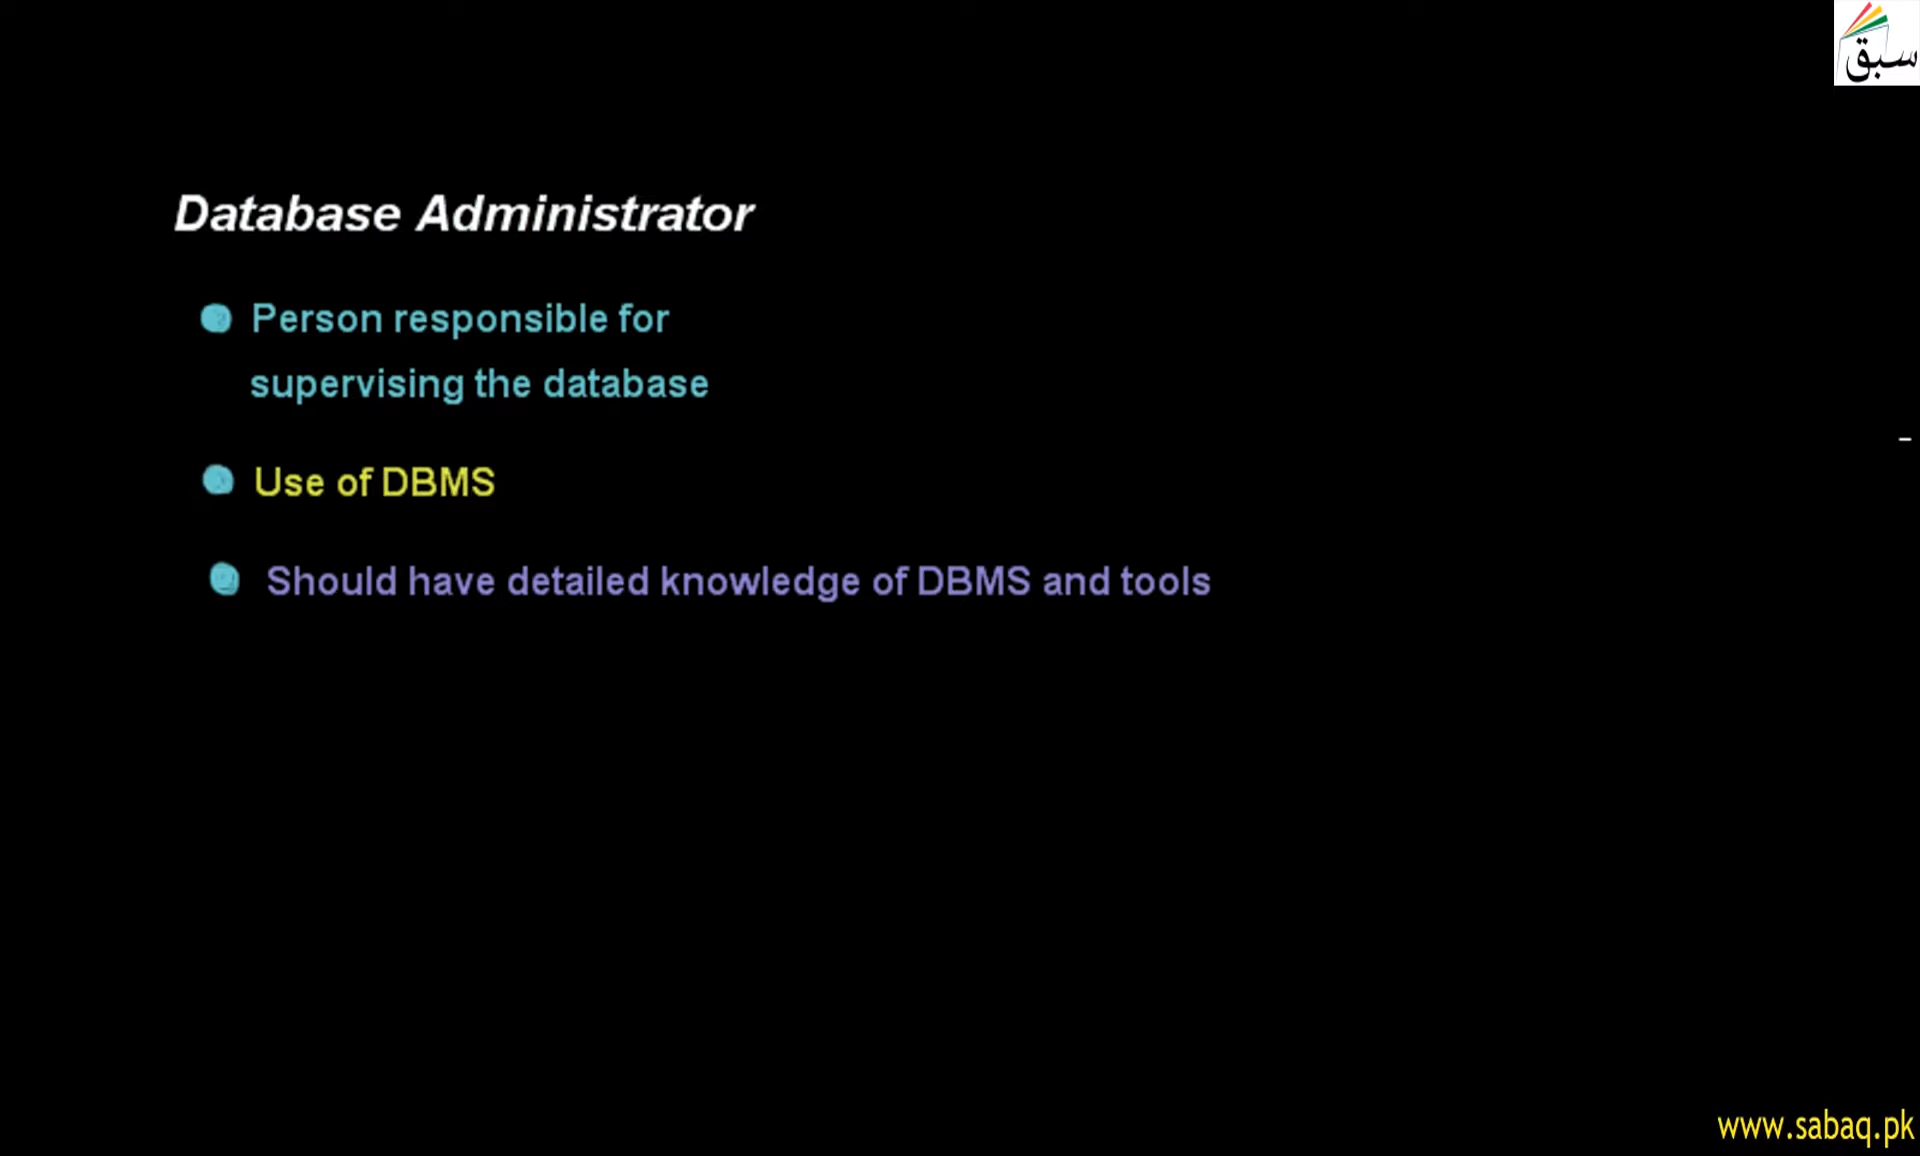 سبق
Database Administrator
Person responsible for
supervising the database
Use of DBMS
Should have detailed knowledge of DBMS and tools
www.sabaq.pk